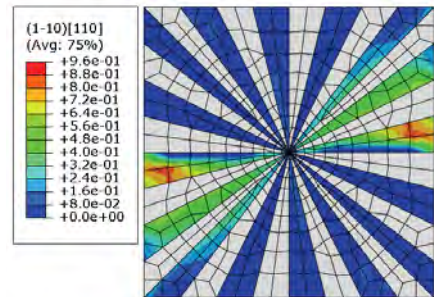 (1-10)[110]
(Avg: 75%)
+9.6e-01
+8.8e-01
+8.0e-01
+7.2e-01
+6.4e-01
+5.6e-01
+4.8e-01
+4.0e-01
+3.2e-01
+2.4e-01
+1.6e-01
+8.0e-02
+0.0e+00